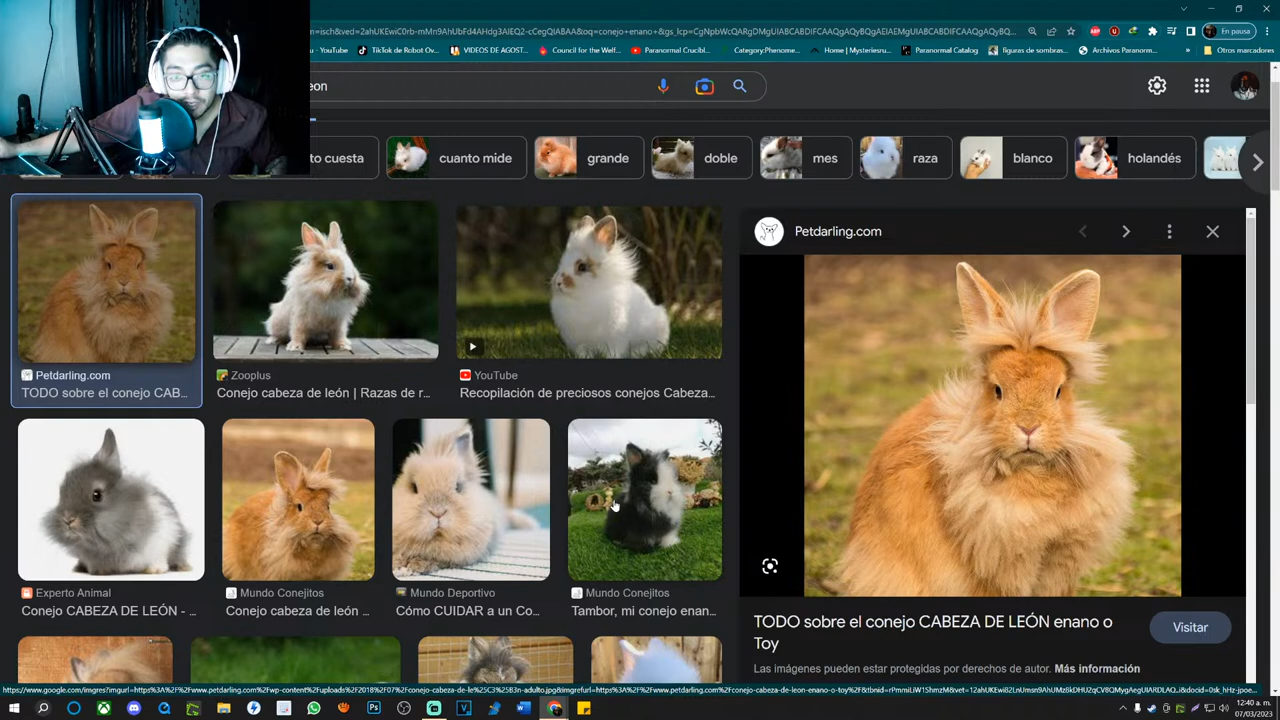 En pausa
YouTube
TikTok de Robot Ov...
VIDEOS DE AGOST...
Council for the Welf...
Paranormal Crucibl...
Category:Phenome...
Home | Mysteriesru...
Paranormal Catalog
figuras de sombras...
Archivos Paranorm...
»
Otros marcadores
eon
to cuesta
cuanto mide
grande
doble
mes
raza
blanco
holandés
Petdarling.com
Petdarling.com
TODO sobre el conejo CAB...
Zooplus
Conejo cabeza de león | Razas de r...
YouTube
Recopilación de preciosos conejos Cabeza...
Experto Animal
Conejo CABEZA DE LEÓN - ...
Mundo Conejitos
Conejo cabeza de león ...
Mundo Deportivo
Cómo CUIDAR a un Co...
Mundo Conejitos
Tambor, mi conejo enan...
TODO sobre el conejo CABEZA DE LEÓN enano o
Toy
Visitar
Las imágenes pueden estar protegidas por derechos de autor. Más información
12:40 a. m.
07/03/2023